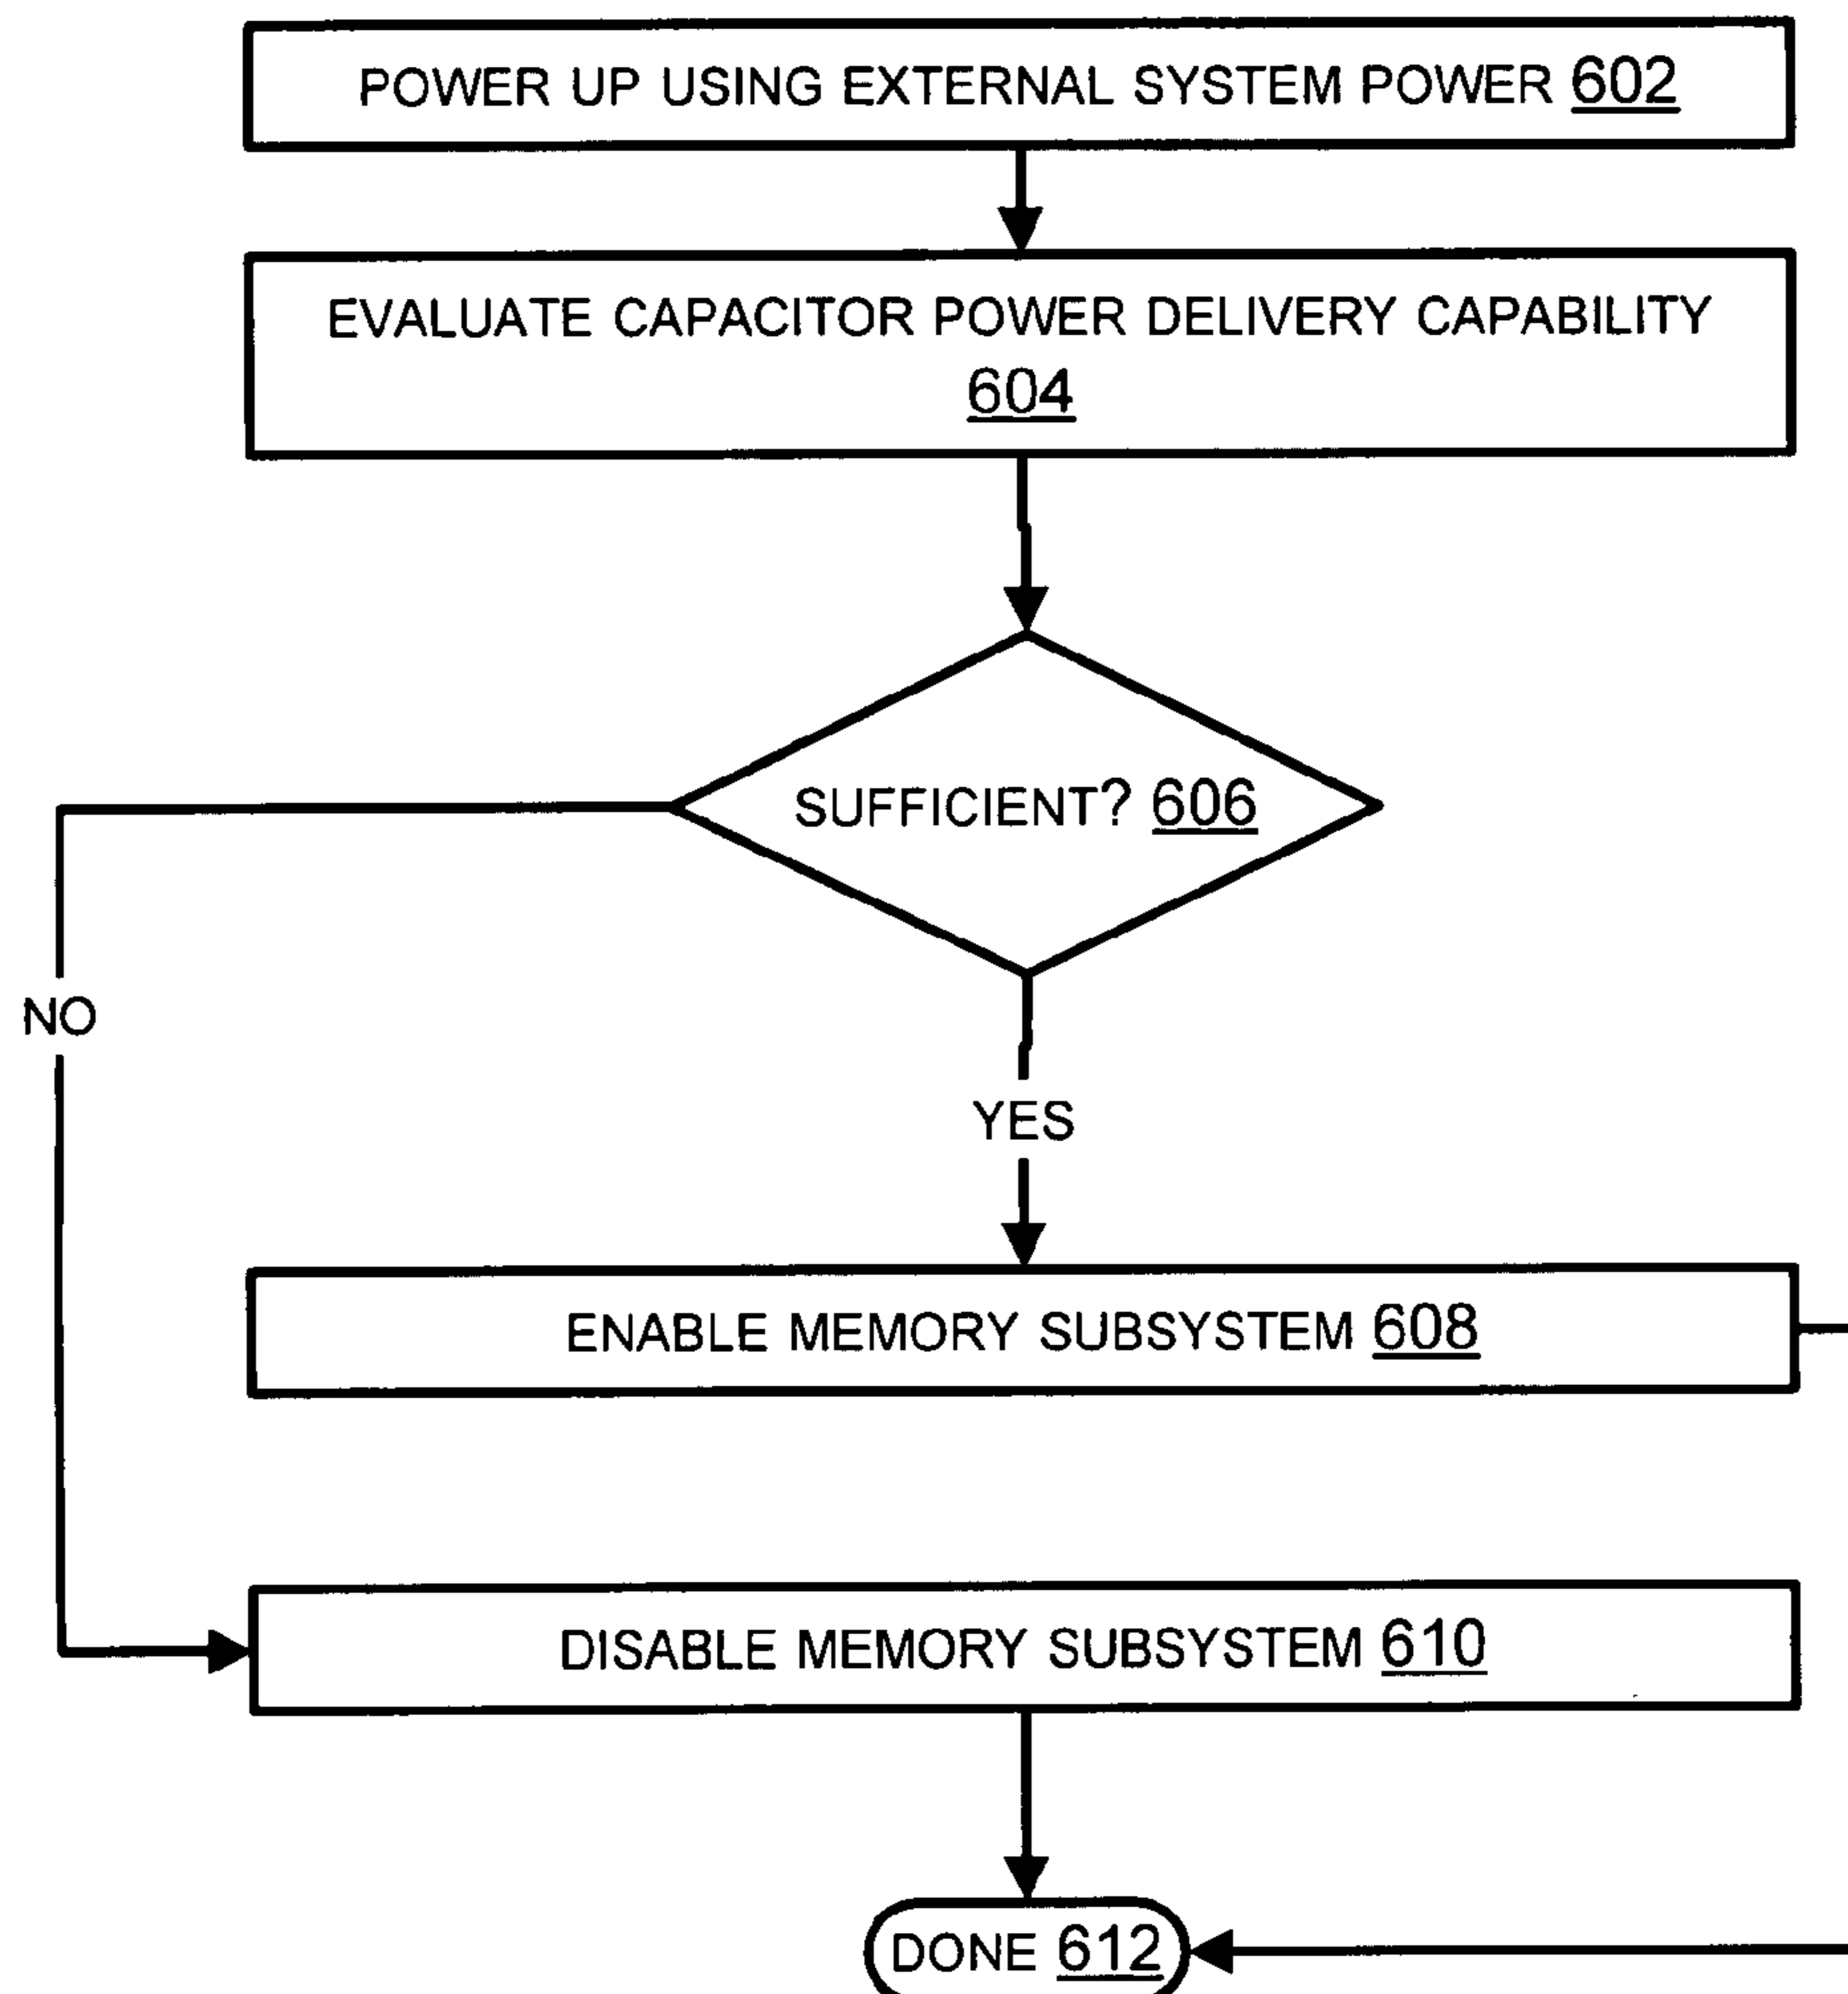 POWER UP USING EXTERNAL SYSTEM POWER 602
EVALUATE CAPACITOR POWER DELIVERY CAPABILITY
604
SUFFICIENT? 606
NO
YES
ENABLE MEMORY SUBSYSTEM 608
DISABLE MEMORY SUBSYSTEM 610
DONE 612